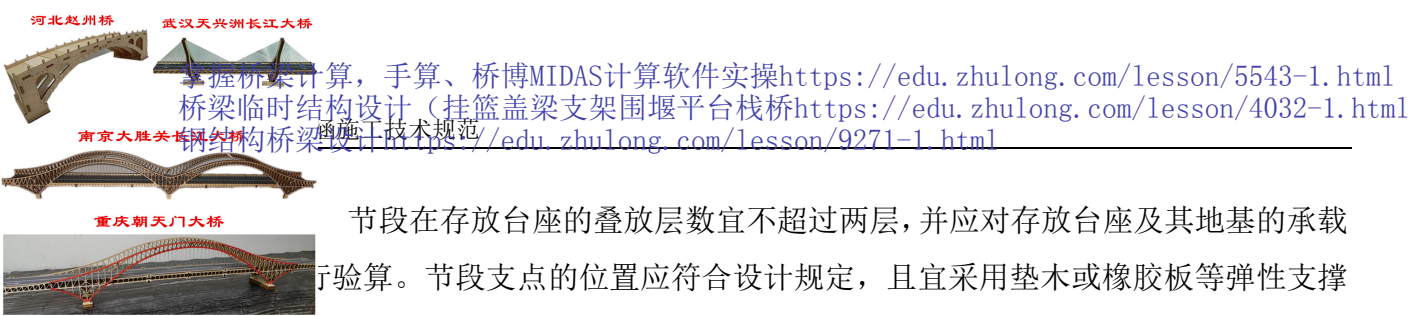 河北赵州桥
武汉天兴洲长江大桥
掌握桥梁计算，手算、桥博MIDAS计算软件实操https://edu.zhulong.com/lesson/5543-1.html
桥梁临时结构设计（挂篮盖梁支架围堰平台栈桥https://edu.zhulong.com/lesson/4032-1.html
南京大胜关长江大桥
涵施工技术规范
钢结构桥梁设计https://edu.zhulong.com/lesson/9271-1.html
重庆朝天门大桥
节段在存放台座的叠放层数宜不超过两层，并应对存放台座及其地基的承载
行验算。节段支点的位置应符合设计规定，且宜采用垫木或橡胶板等弹性支撑